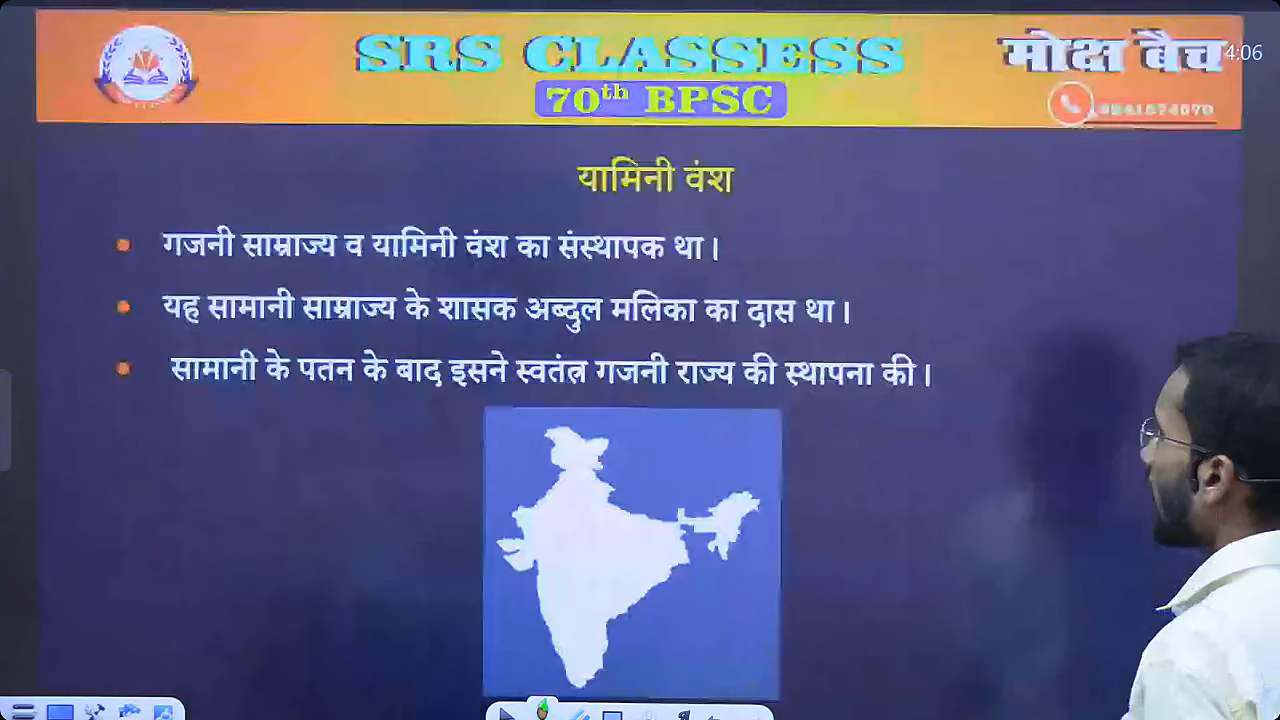 SRS CLASSESS
मोक्ष बैच
4:06
70th BPSC
यामिनी वंश
गजनी साम्राज्य व यामिनी वंश का संस्थापक था।
यह सामानी साम्राज्य के शासक अब्दुल मलिका का दास था।
सामानी के पतन के बाद इसने स्वतंत्र गजनी राज्य की स्थापना की।